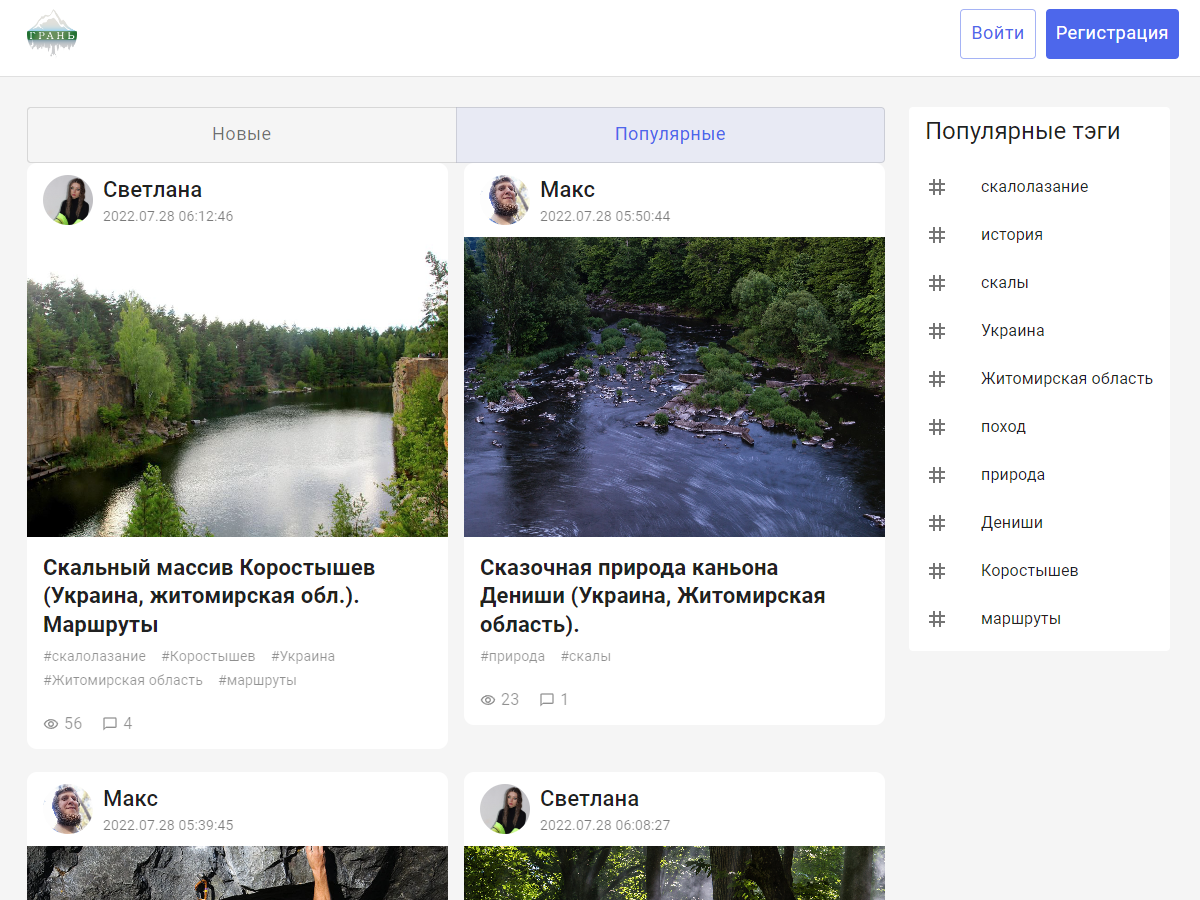 ГРАНЬ
Войти
Регистрация
Новые
Популярные
Светлана
2022.07.28 06:12:46
Скальный массив Коростышев
(Украина, житомирская обл.).
Маршруты
#скалолазание #Коростышев #Украина
#Житомирская область #маршруты
56 4
Макс
2022.07.28 05:50:44
Сказочная природа каньона
Дениши (Украина, Житомирская
область).
#природа #скалы
23 1
Макс
2022.07.28 05:39:45
Светлана
2022.07.28 06:08:27
Популярные тэги
# скалолазание
# история
# скалы
# Украина
# Житомирская область
# поход
# природа
# Дениши
# Коростышев
# маршруты